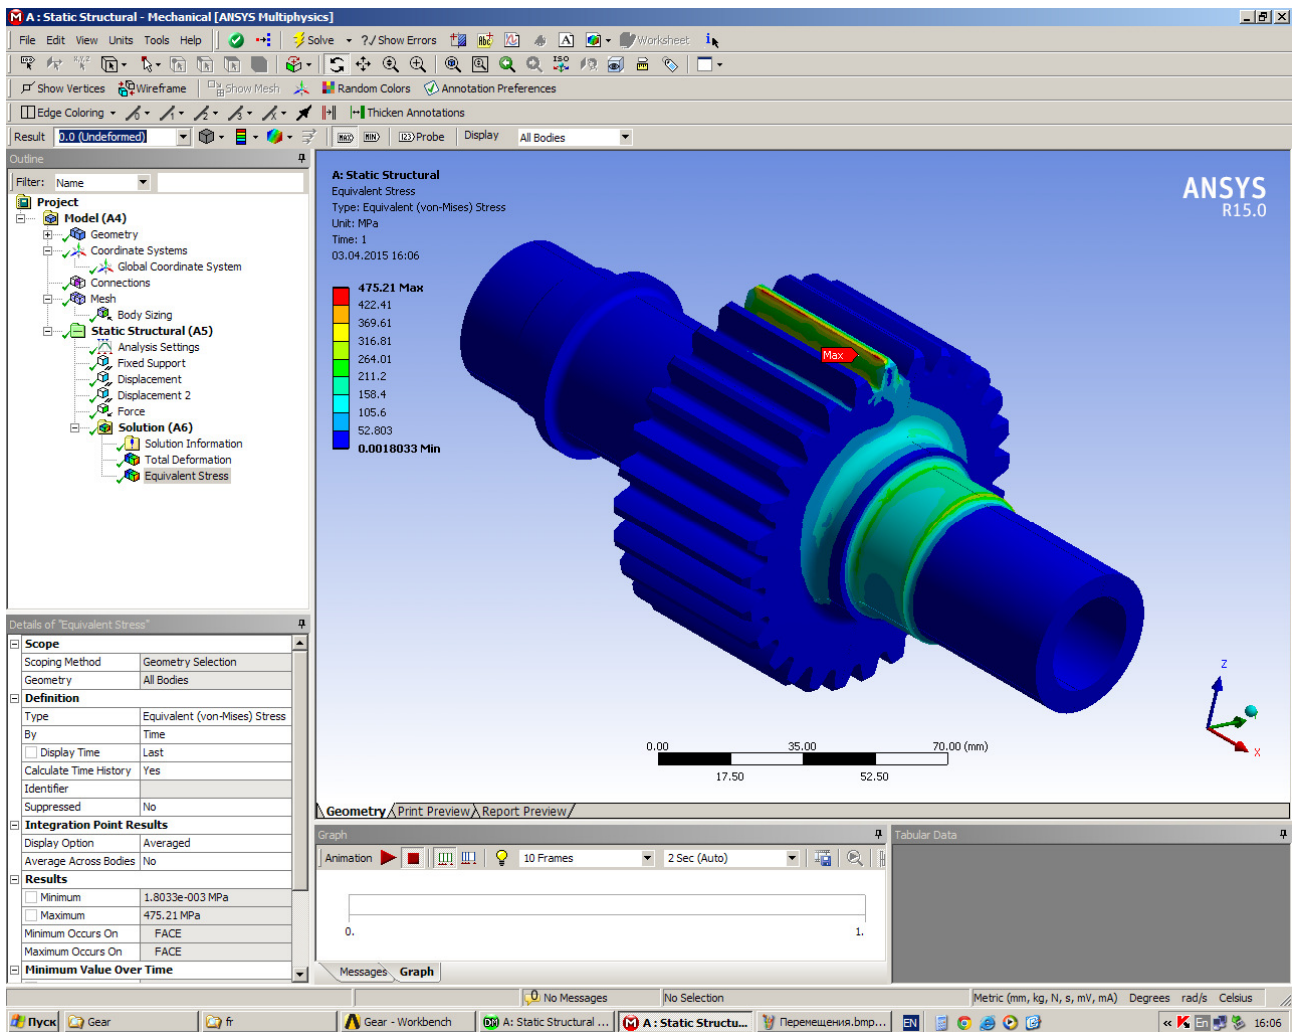 A : Static Structural - Mechanical [ANSYS Multiphysics]
File Edit View Units Tools Help Solve ?/ Show Errors Worksheet
Show Vertices Wireframe Show Mesh Random Colors Annotation Preferences
Edge Coloring Thicken Annotations
Result 0.0 (Undeformed) MAX MIN Probe Display All Bodies
Outline
Filter: Name
Project
Model (A4)
Geometry
Coordinate Systems
Global Coordinate System
Connections
Mesh
Body Sizing
Static Structural (A5)
Analysis Settings
Fixed Support
Displacement
Displacement 2
Force
Solution (A6)
Solution Information
Total Deformation
Equivalent Stress
A: Static Structural
Equivalent Stress
Type: Equivalent (von-Mises) Stress
Unit: MPa
Time: 1
03.04.2015 16:06
475.21 Max
422.41
369.61
316.81
264.01
211.2
158.4
105.6
52.803
0.0018033 Min
ANSYS
R15.0
Max
Z
X
0.00 35.00 70.00 (mm)
17.50 52.50
Geometry Print Preview Report Preview
Details of "Equivalent Stress"
Scope
Scoping Method Geometry Selection
Geometry All Bodies
Definition
Type Equivalent (von-Mises) Stress
By Time
Display Time Last
Calculate Time History Yes
Identifier
Suppressed No
Integration Point Results
Display Option Averaged
Average Across Bodies No
Results
Minimum 1.8033e-003 MPa
Maximum 475.21 MPa
Minimum Occurs On FACE
Maximum Occurs On FACE
Minimum Value Over Time
Graph
Animation 10 Frames 2 Sec (Auto)
0. 1.
Messages Graph
Tabular Data
No Messages No Selection Metric (mm, kg, N, s, mV, mA) Degrees rad/s Celsius
Пуск Gear fr Gear - Workbench A: Static Structural ... A : Static Structu... Перемещения.bmp... EN « En 16:06